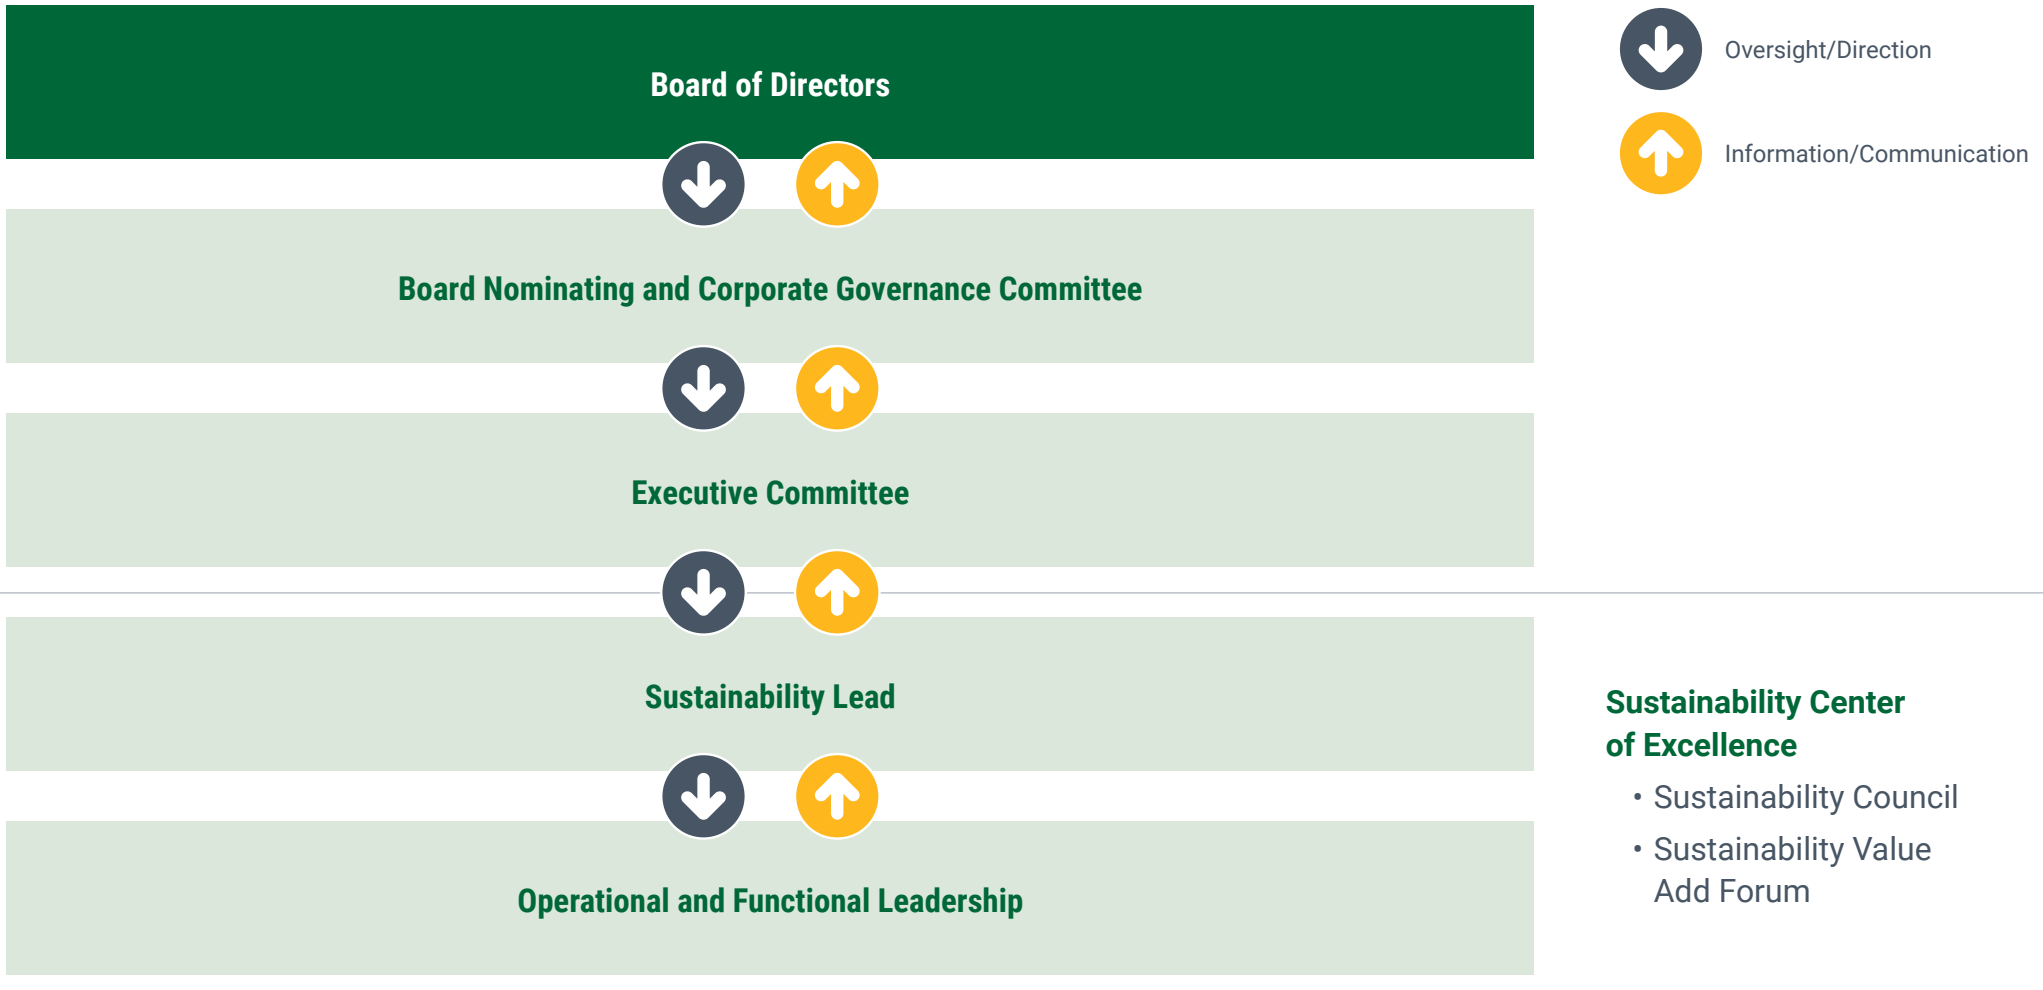 Board of Directors
Oversight/Direction
Information/Communication
Board Nominating and Corporate Governance Committee
Executive Committee
Sustainability Lead
Operational and Functional Leadership
Sustainability Center
of Excellence
• Sustainability Council
• Sustainability Value
Add Forum